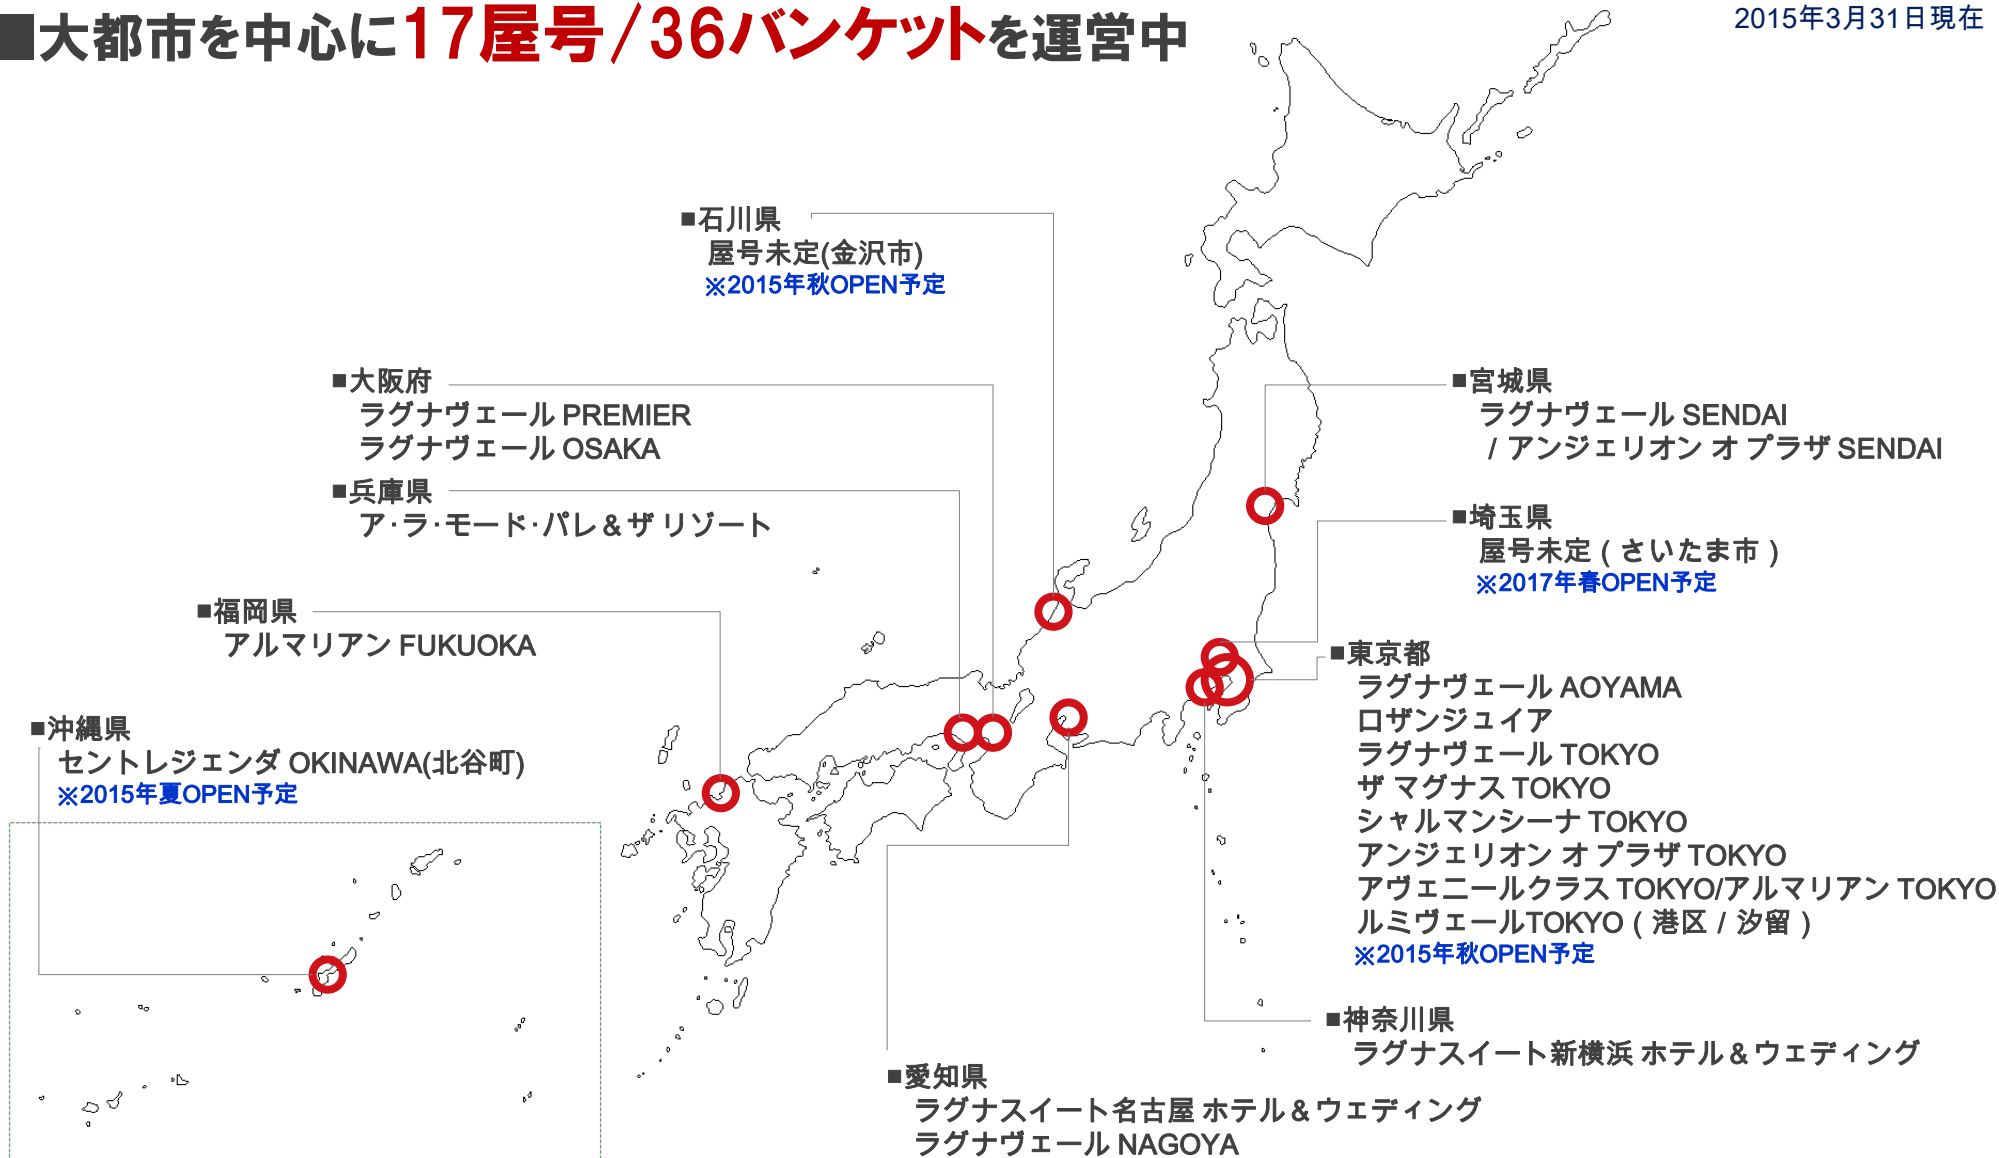 ■大都市を中心に17屋号/36バンケットを運営中
2015年3月31日現在
■石川県
屋号未定(金沢市)
※2015年秋OPEN予定
■大阪府
ラグナヴェール PREMIER
ラグナヴェール OSAKA
■兵庫県
ア・ラ・モード・パレ&ザ リゾート
■福岡県
アルマリアン FUKUOKA
■沖縄県
セントレジェンダ OKINAWA(北谷町)
※2015年夏OPEN予定
■宮城県
ラグナヴェール SENDAI
/ アンジェリオン オ プラザ SENDAI
■埼玉県
屋号未定 ( さいたま市 )
※2017年春OPEN予定
■東京都
ラグナヴェール AOYAMA
ロザンジュイア
ラグナヴェール TOKYO
ザ マグナス TOKYO
シャルマンシーナ TOKYO
アンジェリオン オ プラザ TOKYO
アヴェニールクラス TOKYO/アルマリアン TOKYO
ルミヴェールTOKYO ( 港区 / 汐留 )
※2015年秋OPEN予定
■神奈川県
ラグナスイート新横浜 ホテル&ウェディング
■愛知県
ラグナスイート名古屋 ホテル&ウェディング
ラグナヴェール NAGOYA